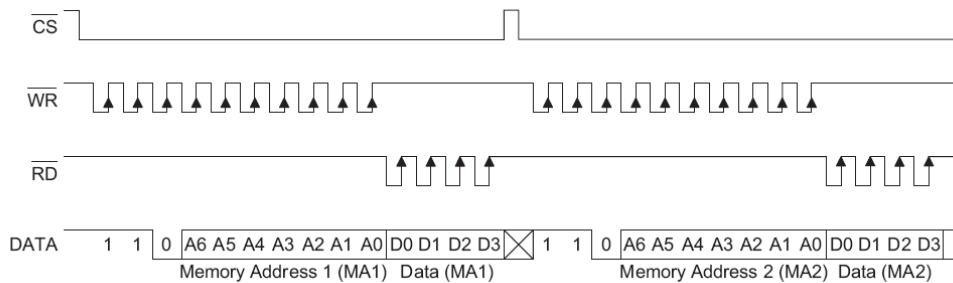 CS
WR
RD
DATA 1 1 0 A6 A5 A4 A3 A2 A1 A0 D0 D1 D2 D3 1 1 0 A6 A5 A4 A3 A2 A1 A0 D0 D1 D2 D3
Memory Address 1 (MA1) Data (MA1) Memory Address 2 (MA2) Data (MA2)